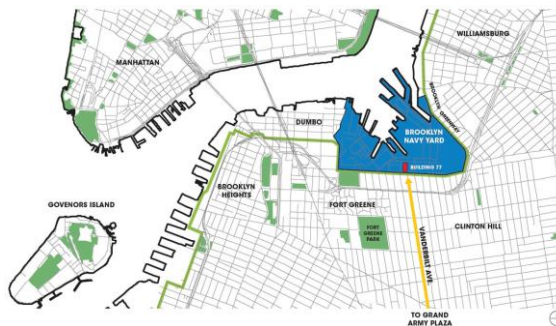 WILLIAMSBURG
MANHATTAN
BROOKLYN GREENWAY
DUMBO
BROOKLYN
NAVY YARD
BUILDING 77
BROOKLYN
HEIGHTS
GOVENORS ISLAND
FORT GREENE
FORT
GREENE
PARK
VANDERBILT AVE.
CLINTON HILL
TO GRAND
ARMY PLAZA